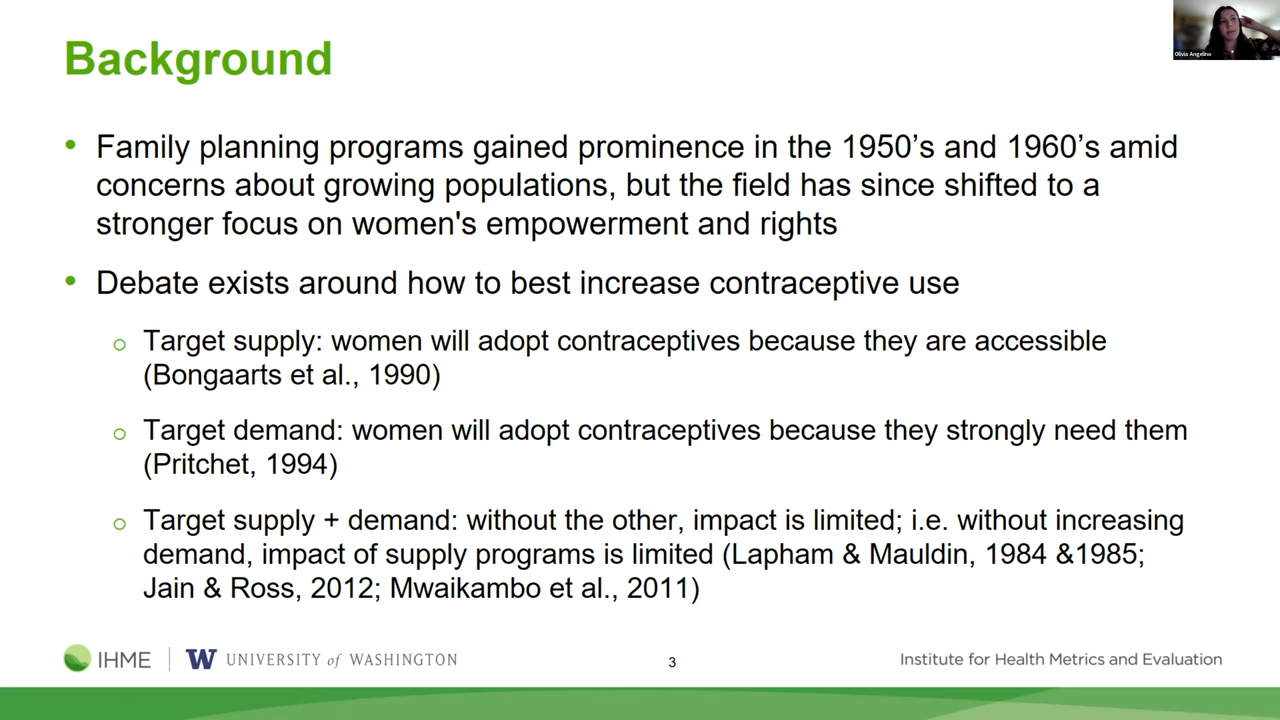 Background
Olivia Angelino
• Family planning programs gained prominence in the 1950's and 1960's amid
concerns about growing populations, but the field has since shifted to a
stronger focus on women's empowerment and rights
• Debate exists around how to best increase contraceptive use
o Target supply: women will adopt contraceptives because they are accessible
(Bongaarts et al., 1990)
o Target demand: women will adopt contraceptives because they strongly need them
(Pritchet, 1994)
o Target supply + demand: without the other, impact is limited; i.e. without increasing
demand, impact of supply programs is limited (Lapham & Mauldin, 1984 &1985;
Jain & Ross, 2012; Mwaikambo et al., 2011)
IHME | W UNIVERSITY of WASHINGTON
3
Institute for Health Metrics and Evaluation